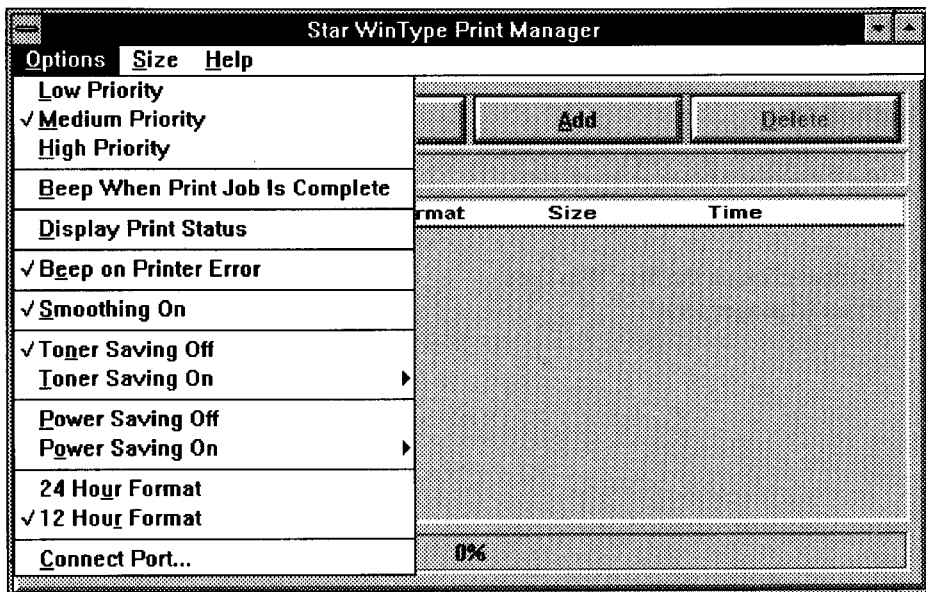 Star WinType Print Manager
Options Size Help
Low Priority
✓ Medium Priority
High Priority
Add Delete
Beep When Print Job Is Complete
rmat Size Time
Display Print Status
✓ Beep on Printer Error
✓ Smoothing On
✓ Toner Saving Off
Toner Saving On
Power Saving Off
Power Saving On
24 Hour Format
✓ 12 Hour Format
Connect Port...
0%